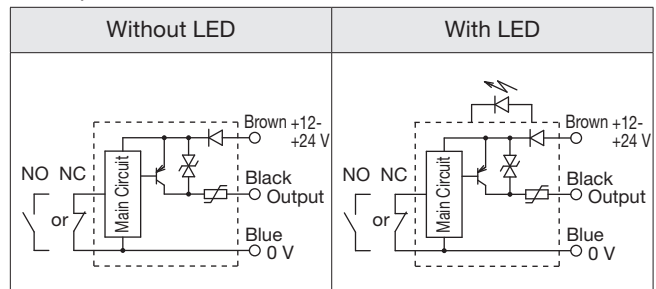 Without LED
With LED
Brown +12-
+24 V
NO NC
or
Main Circuit
Black
Output
Blue
0 V
Brown +12-
+24 V
NO NC
or
Main Circuit
Black
Output
Blue
0 V